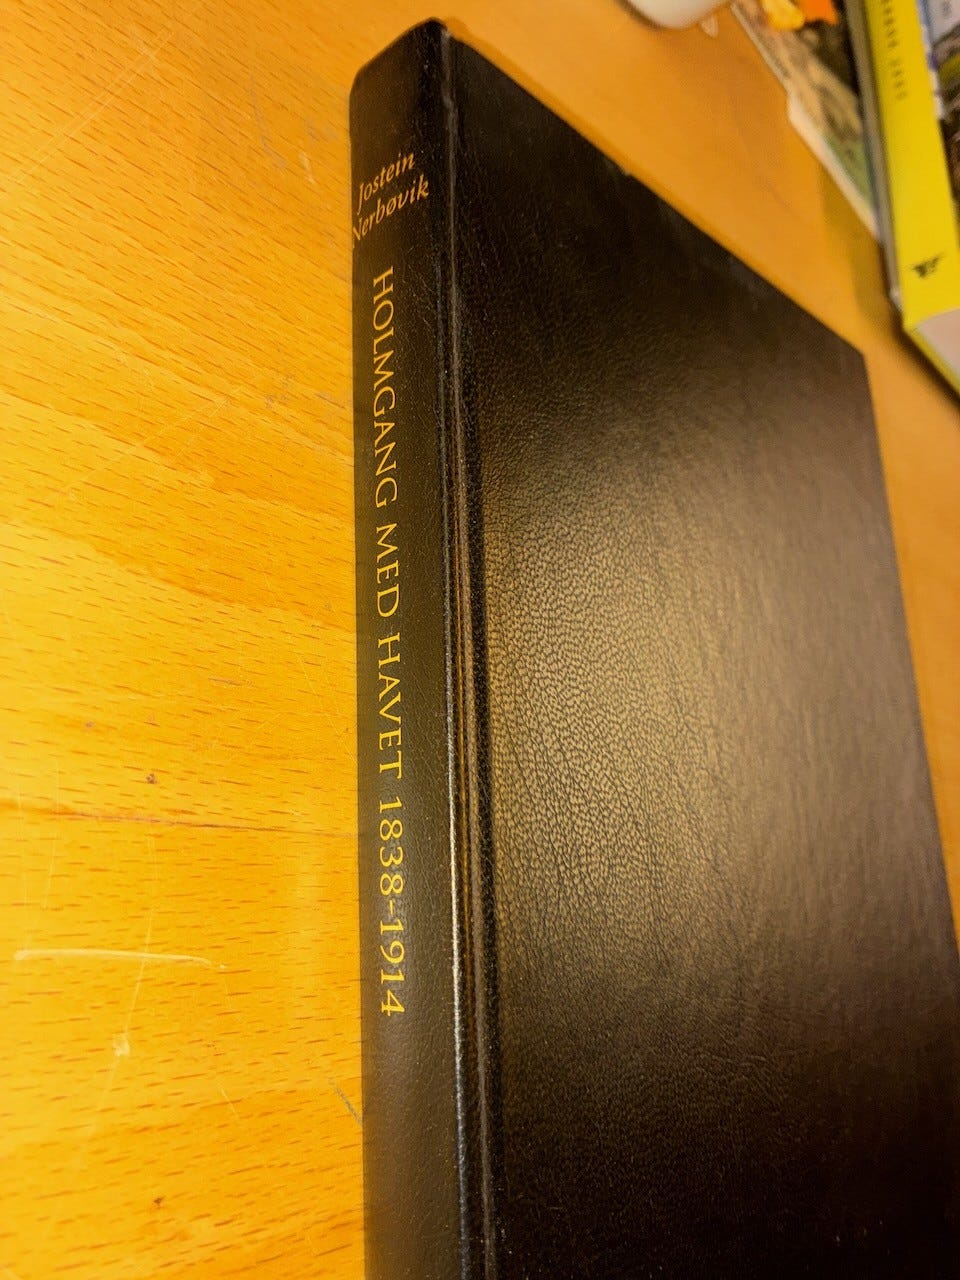 Jostein
Nerbøvik
HOLMGANG MED HAVET 1838-1914